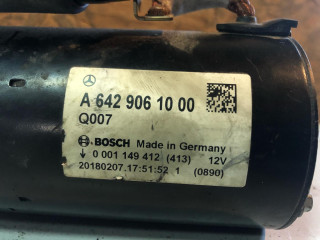 A 642 906 10 00
Q007
BOSCH Made in Germany
0 001 149 412 (413) 12V
20180207.17:51:52 1 (0890)